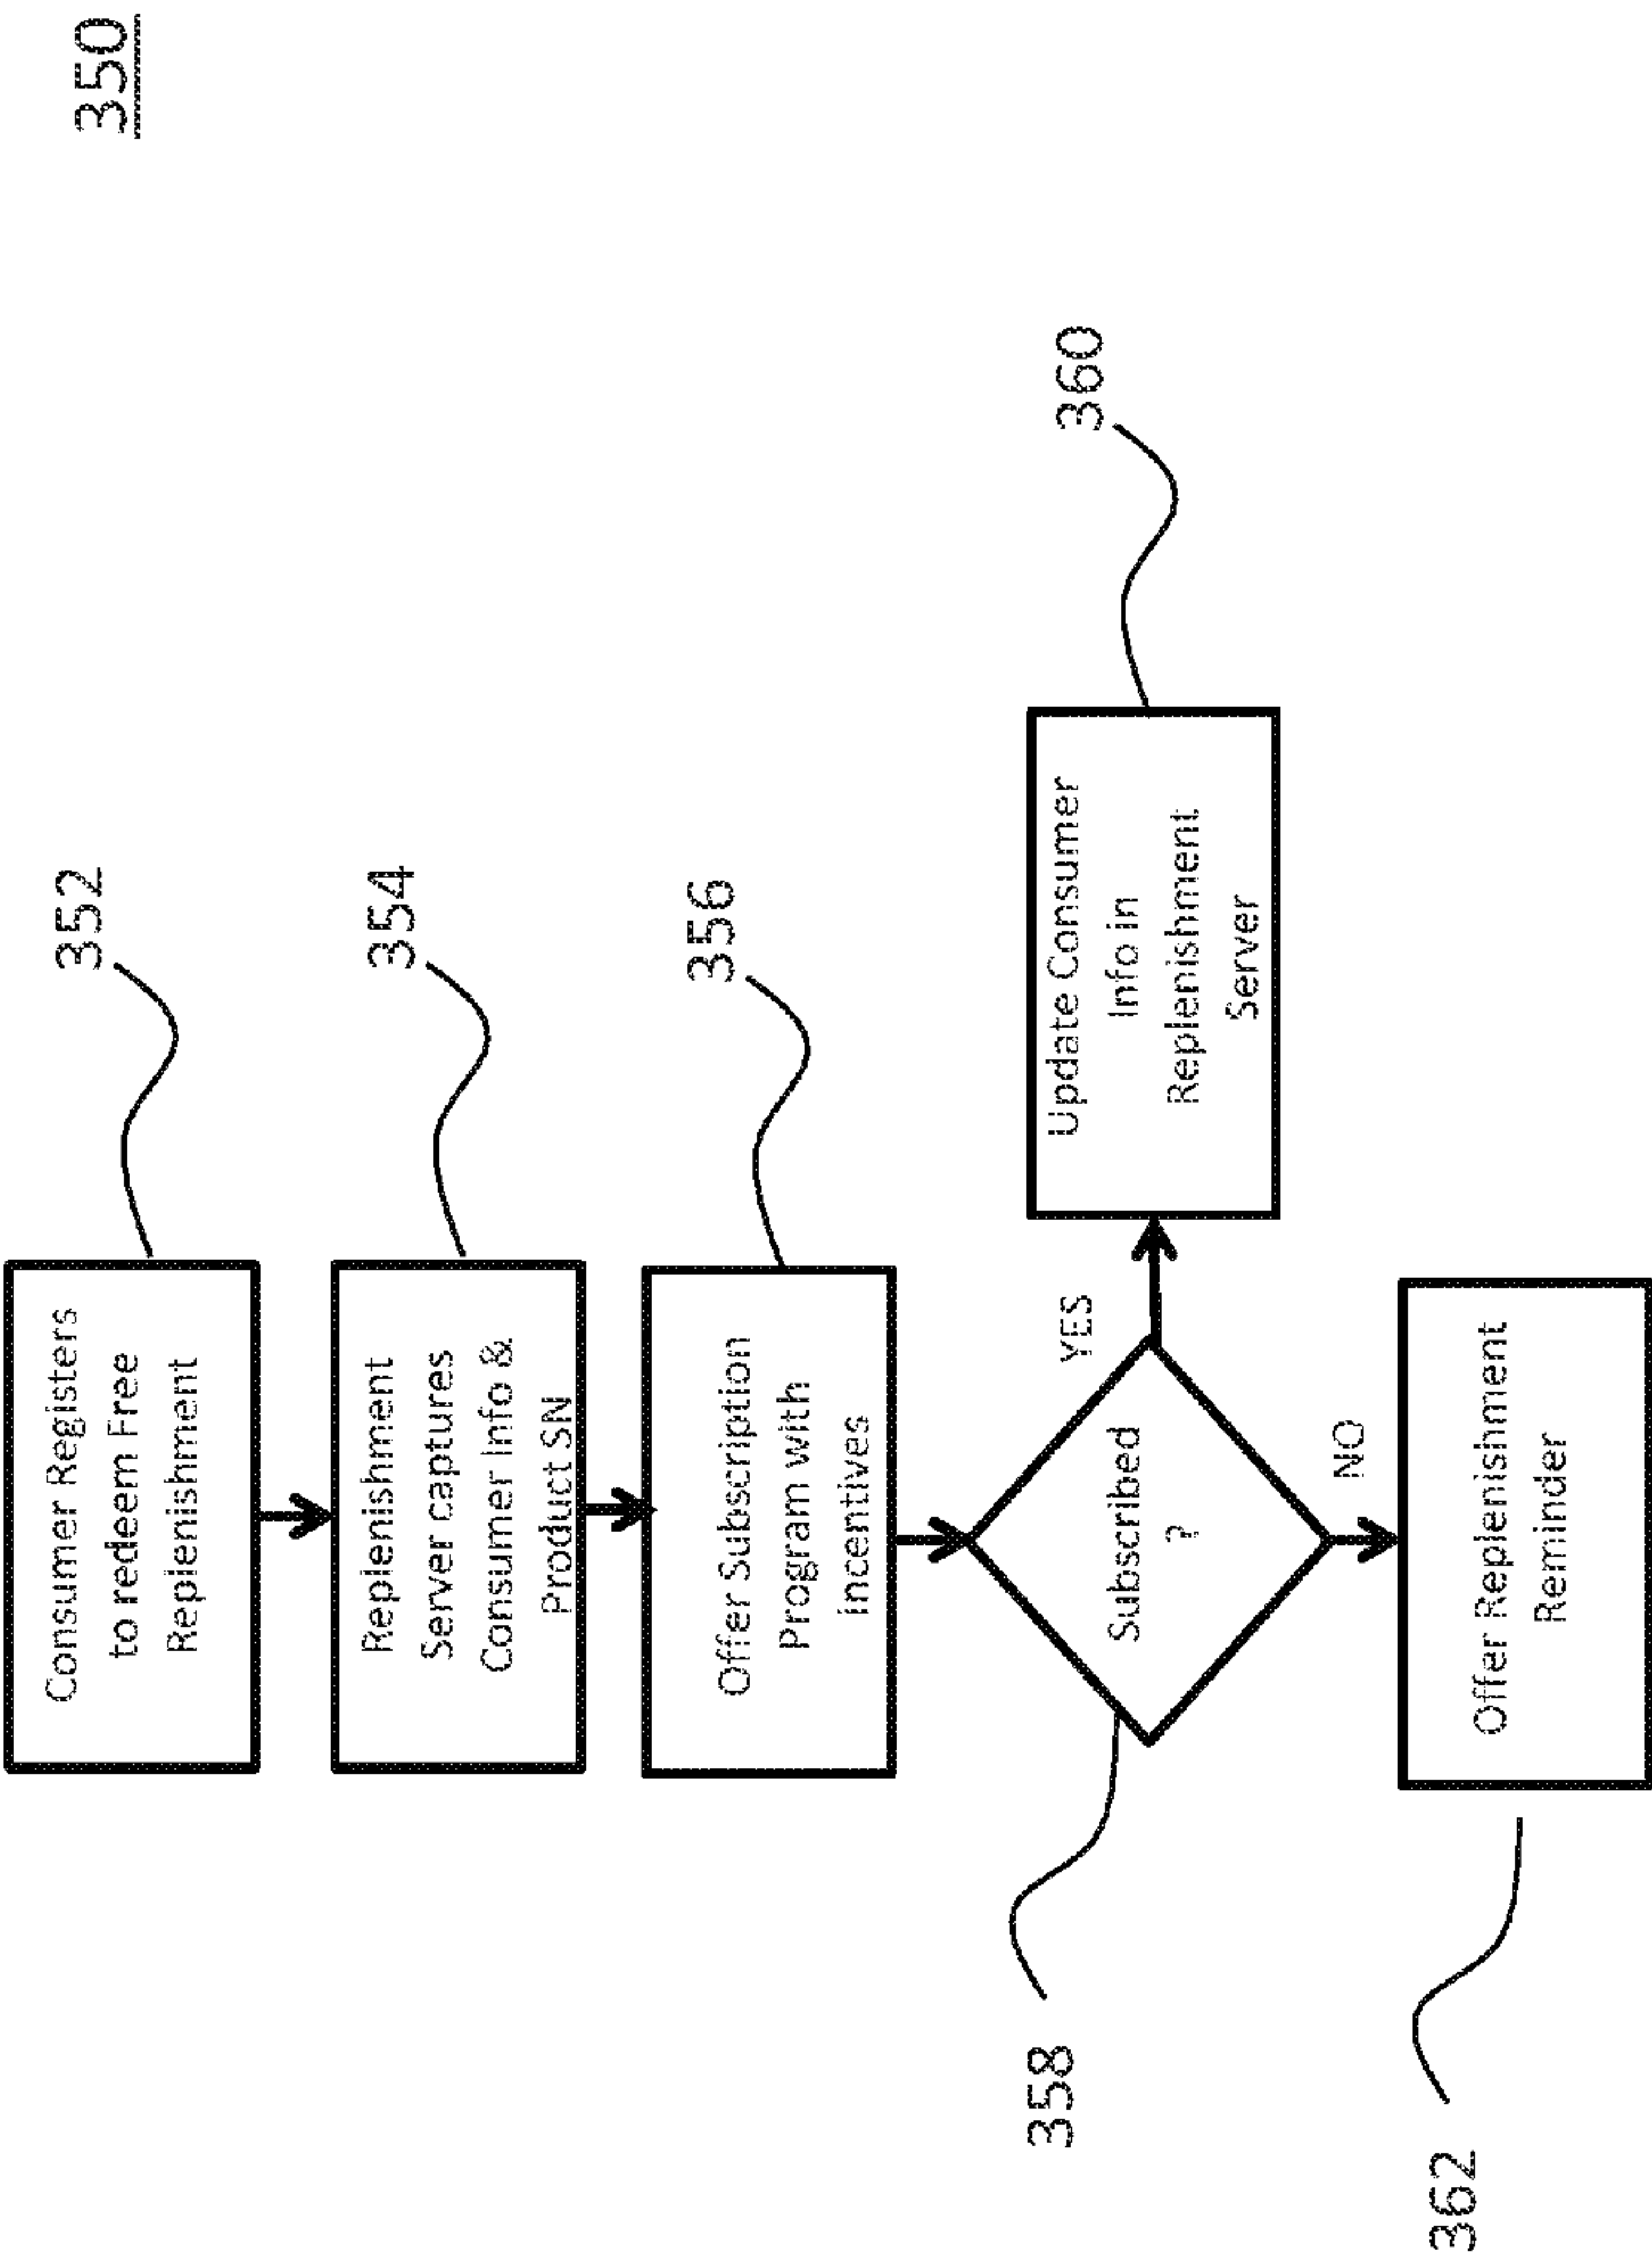 350
Consumer Registers
to redeem Free
Replenishment
352
Replenishment
Server captures
Consumer Info &
Product SN
354
Offer Subscription
Program with
incentives
356
Subscribed
?
358
YES
Update Consumer
Info in
Replenishment
Server
360
NO
Offer Replenishment
Reminder
362